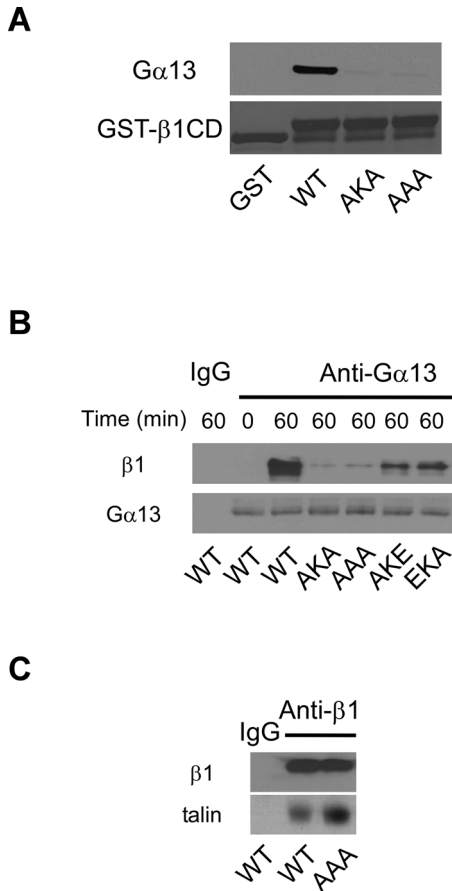 A
Gα13
GST-β1CD
GST WT AKA AAA
B
IgG Anti-Gα13
Time (min) 60 0 60 60 60 60 60
β1
Gα13
WT WT WT AKA AAA AKE EKA
C
Anti-β1
IgG
β1
talin
WT WT AAA